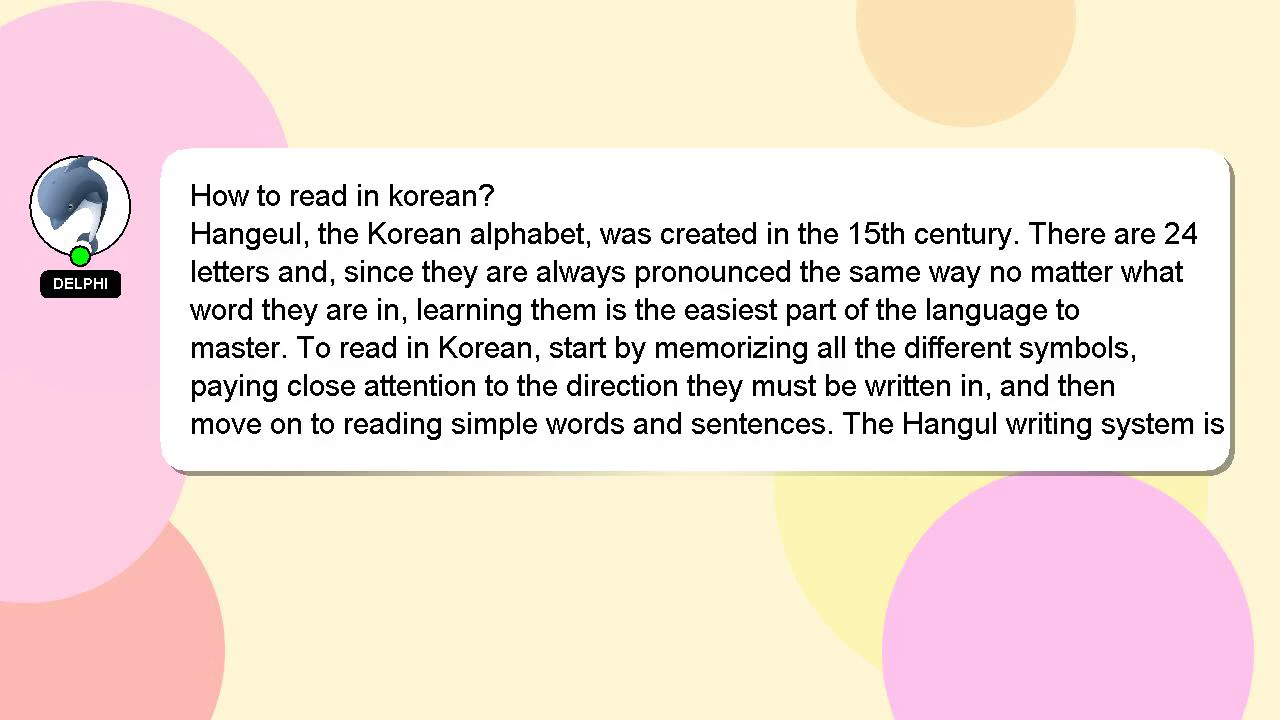 DELPHI
How to read in korean?
Hangeul, the Korean alphabet, was created in the 15th century. There are 24
letters and, since they are always pronounced the same way no matter what
word they are in, learning them is the easiest part of the language to
master. To read in Korean, start by memorizing all the different symbols,
paying close attention to the direction they must be written in, and then
move on to reading simple words and sentences. The Hangul writing system is